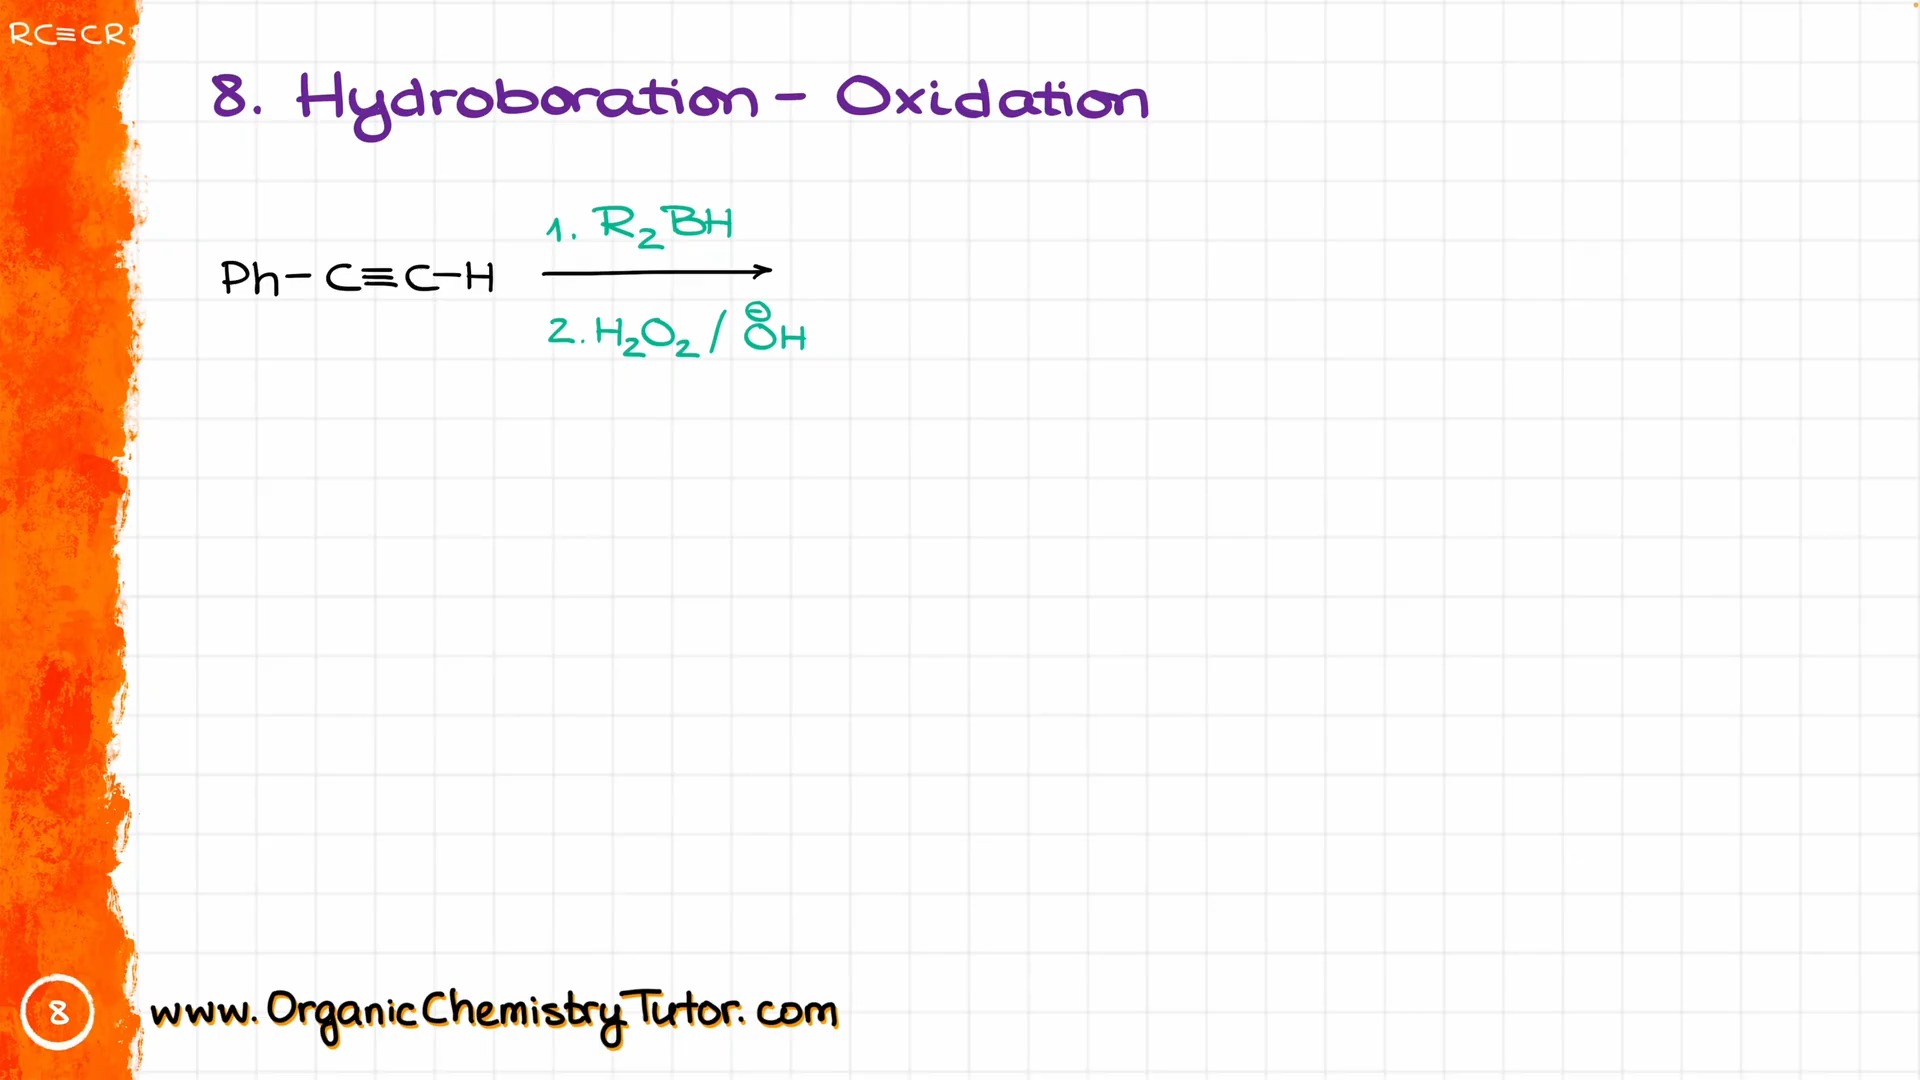 RC≡CR
8. Hydroboration - Oxidation
1. R₂BH
Ph-C≡C-H
2. H₂O₂ / ⊖OH
8
www.OrganicChemistryTutor.com